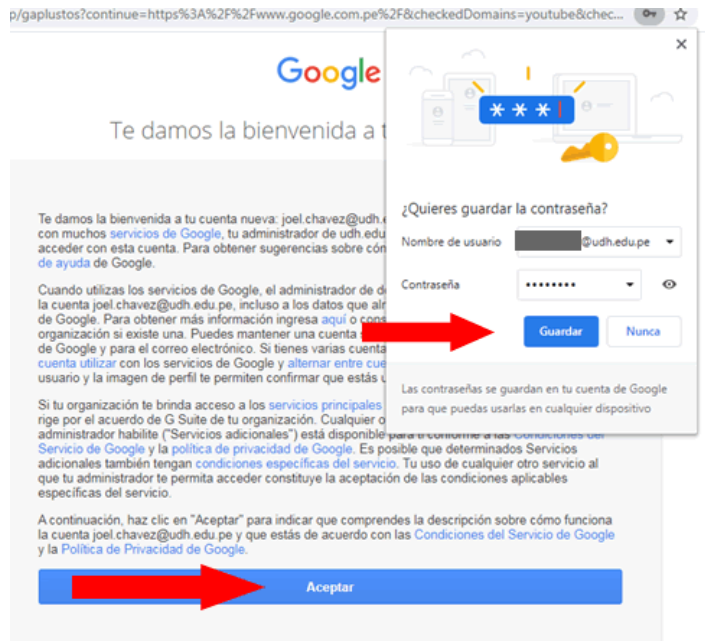 p/gaplustos?continue=https%3A%2F%2Fwww.google.com.pe%2F&checkedDomains=youtube&chec...
Google
Te damos la bienvenida a t
Te damos la bienvenida a tu cuenta nueva: joel.chavez@udh.e
con muchos servicios de Google, tu administrador de udh.edu
acceder con esta cuenta. Para obtener sugerencias sobre cón
de ayuda de Google.
Cuando utilizas los servicios de Google, el administrador de d
la cuenta joel.chavez@udh.edu.pe, incluso a los datos que alr
de Google. Para obtener más información ingresa aquí o cons
organización si existe una. Puedes mantener una cuenta s
de Google y para el correo electrónico. Si tienes varias cuenta
cuenta utilizar con los servicios de Google y alternar entre cue
usuario y la imagen de perfil te permiten confirmar que estás u
Si tu organización te brinda acceso a los servicios principales
rige por el acuerdo de G Suite de tu organización. Cualquier o
administrador habilite ("Servicios adicionales") está disponible para ti conforme a las Condiciones del
Servicio de Google y la política de privacidad de Google. Es posible que determinados Servicios
adicionales también tengan condiciones específicas del servicio. Tu uso de cualquier otro servicio al
que tu administrador te permita acceder constituye la aceptación de las condiciones aplicables
específicas del servicio.
A continuación, haz clic en "Aceptar" para indicar que comprendes la descripción sobre cómo funciona
la cuenta joel.chavez@udh.edu.pe y que estás de acuerdo con las Condiciones del Servicio de Google
y la Política de Privacidad de Google.
Aceptar
¿Quieres guardar la contraseña?
Nombre de usuario @udh.edu.pe
Contraseña ••••••••
Guardar Nunca
Las contraseñas se guardan en tu cuenta de Google
para que puedas usarlas en cualquier dispositivo